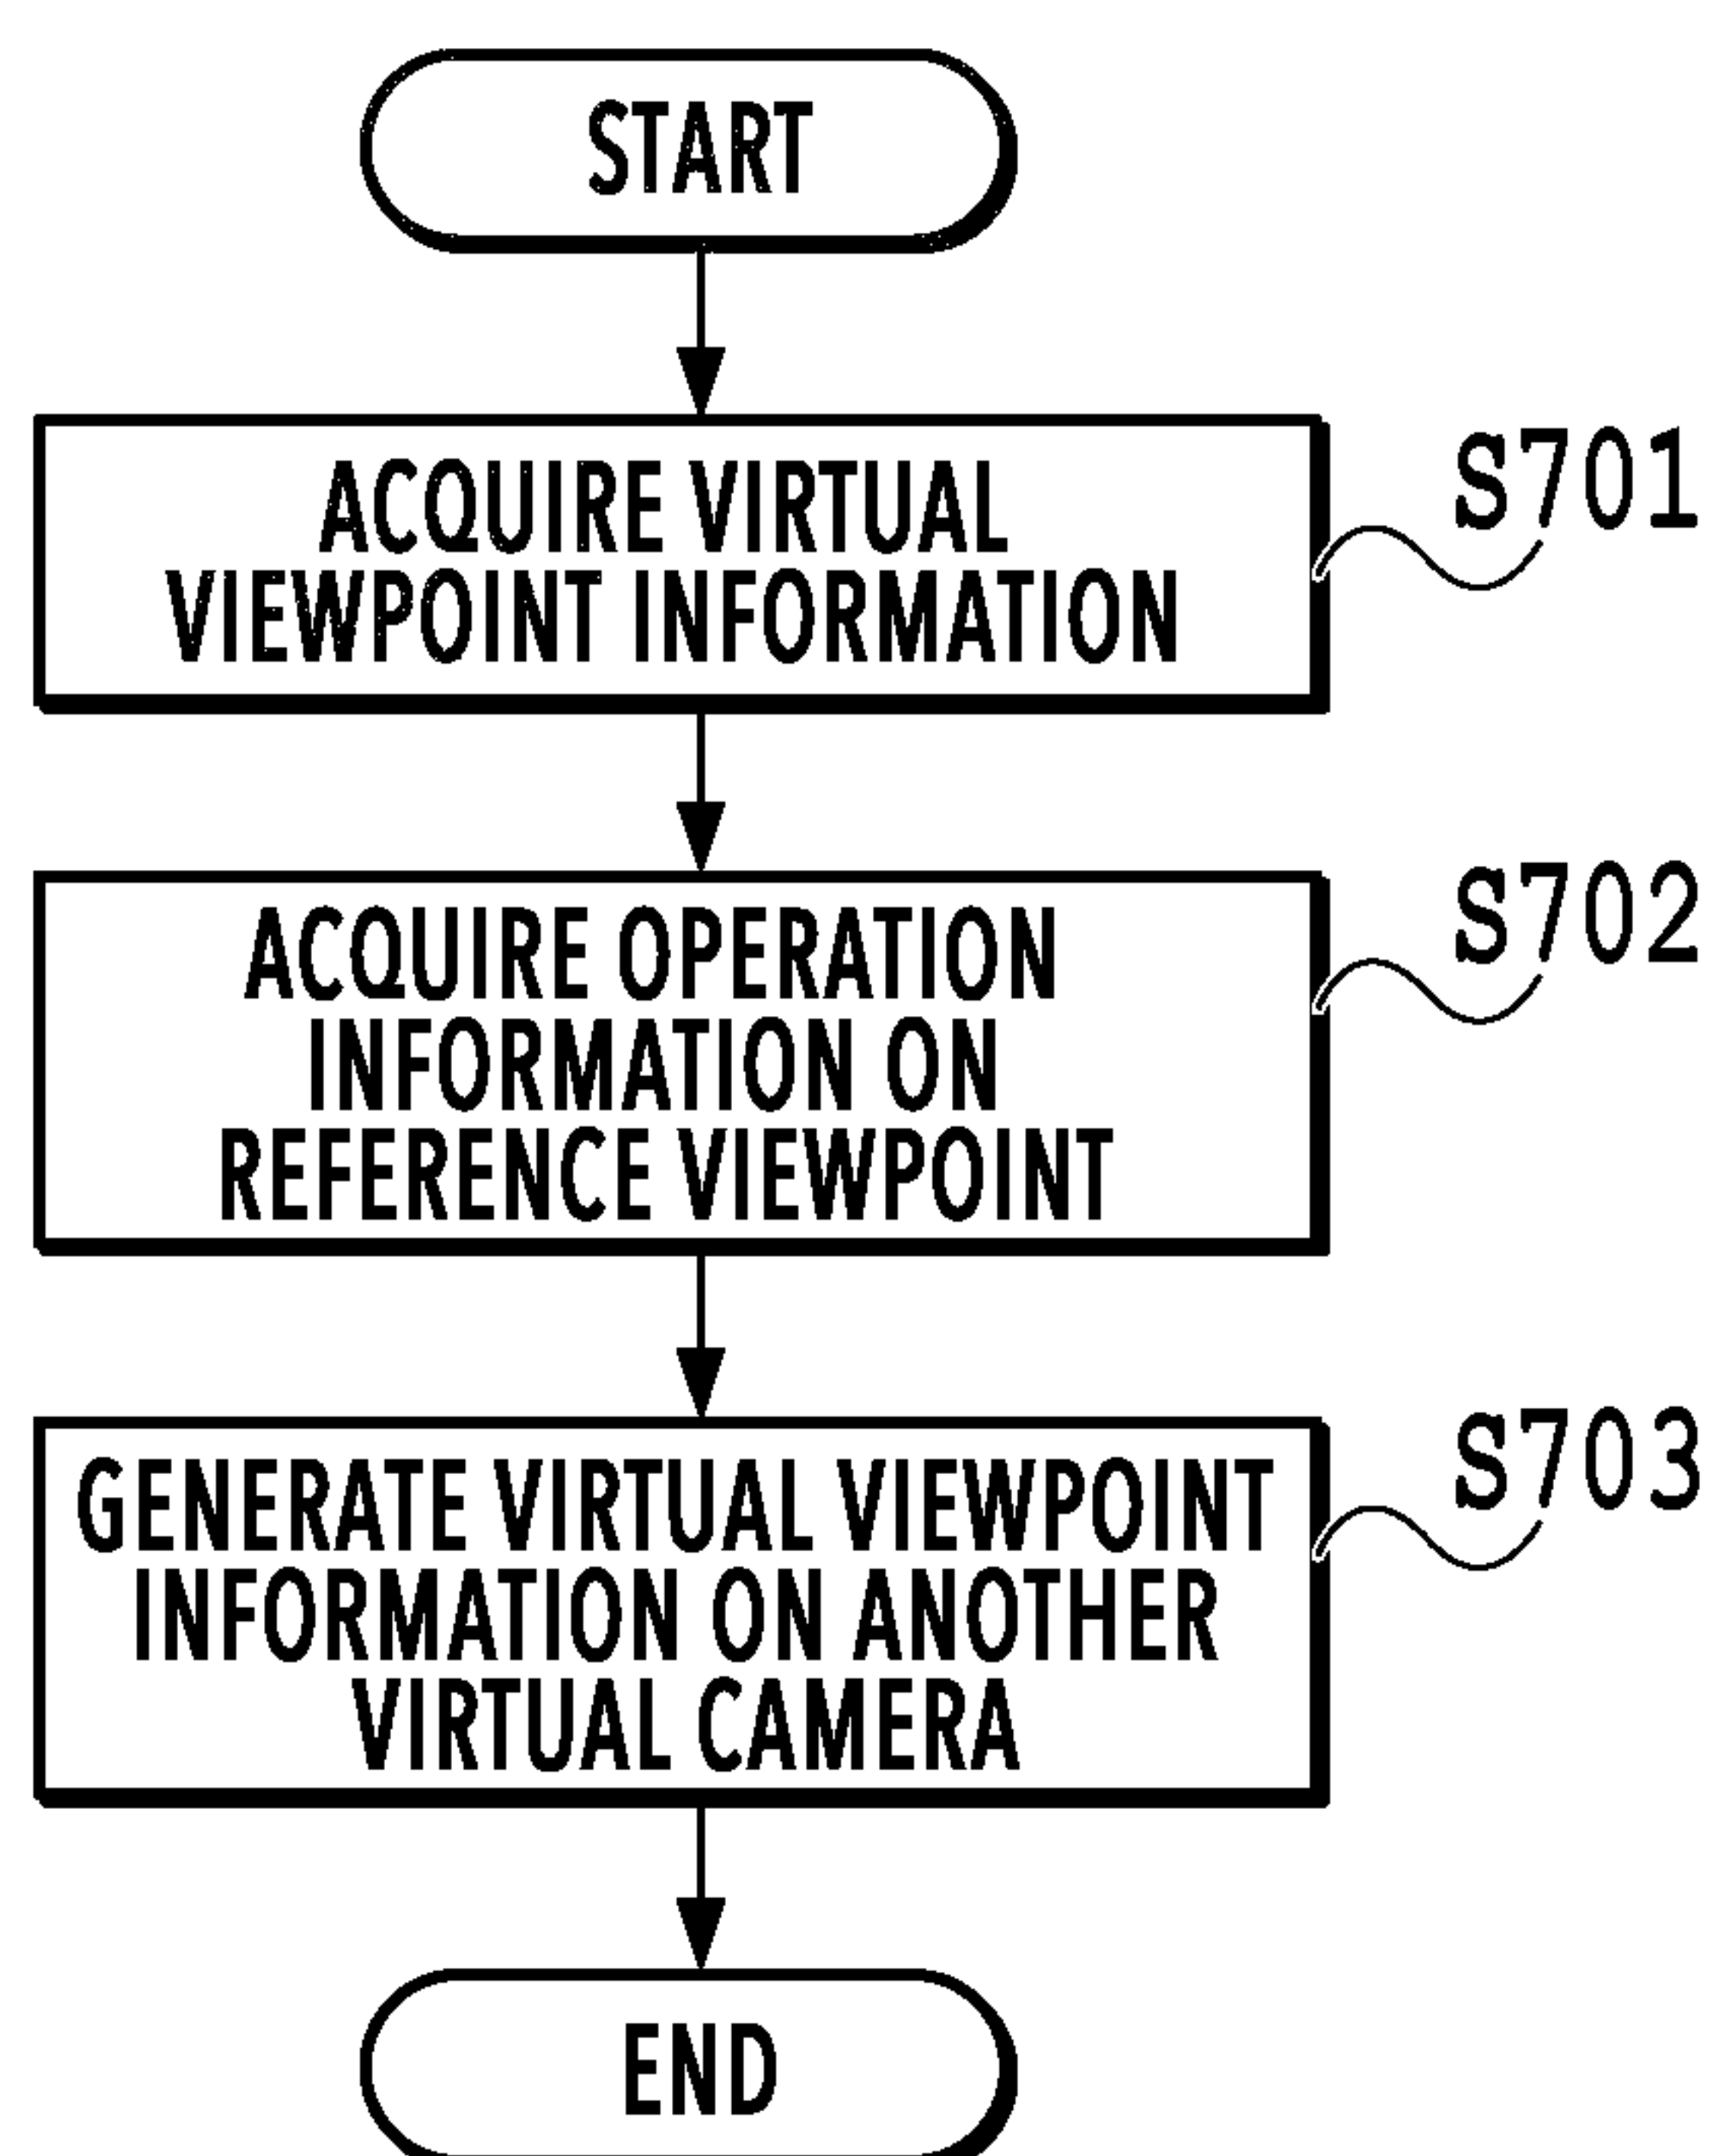 START
ACQUIRE VIRTUAL
VIEWPOINT INFORMATION
S701
ACQUIRE OPERATION
INFORMATION ON
REFERENCE VIEWPOINT
S702
GENERATE VIRTUAL VIEWPOINT
INFORMATION ON ANOTHER
VIRTUAL CAMERA
S703
END